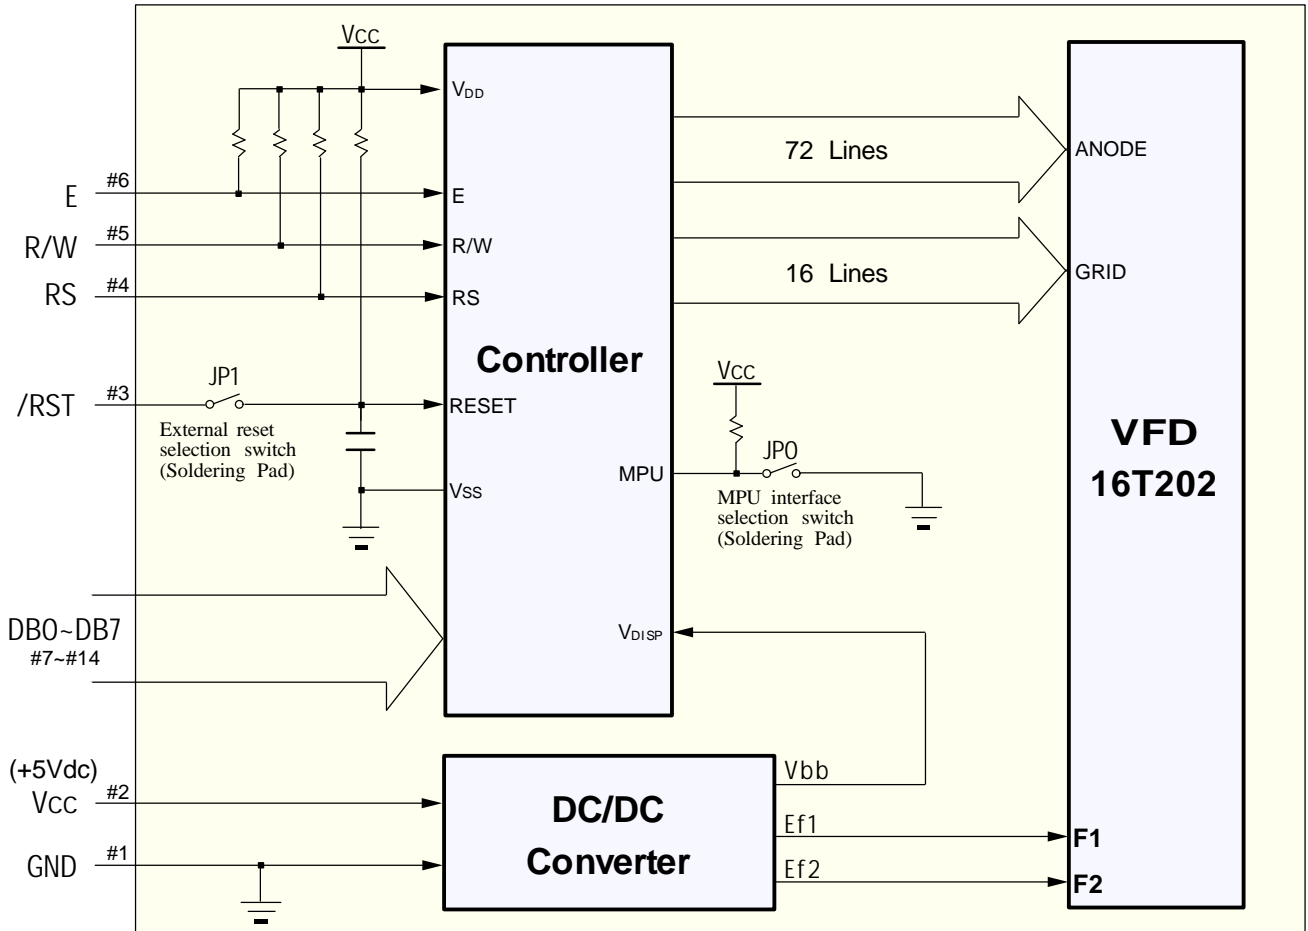 Vcc
VDD
#6
E
E
#5
R/W
R/W
#4
RS
RS
72 Lines
ANODE
16 Lines
GRID
Controller
JP1
#3
/RST
RESET
External reset
selection switch
(Soldering Pad)
Vcc
JP0
MPU
MPU interface
selection switch
(Soldering Pad)
VFD
16T202
Vss
DB0~DB7
#7~#14
VDISP
(+5Vdc)
Vcc
#2
GND
#1
DC/DC
Converter
Vbb
Ef1
Ef2
F1
F2